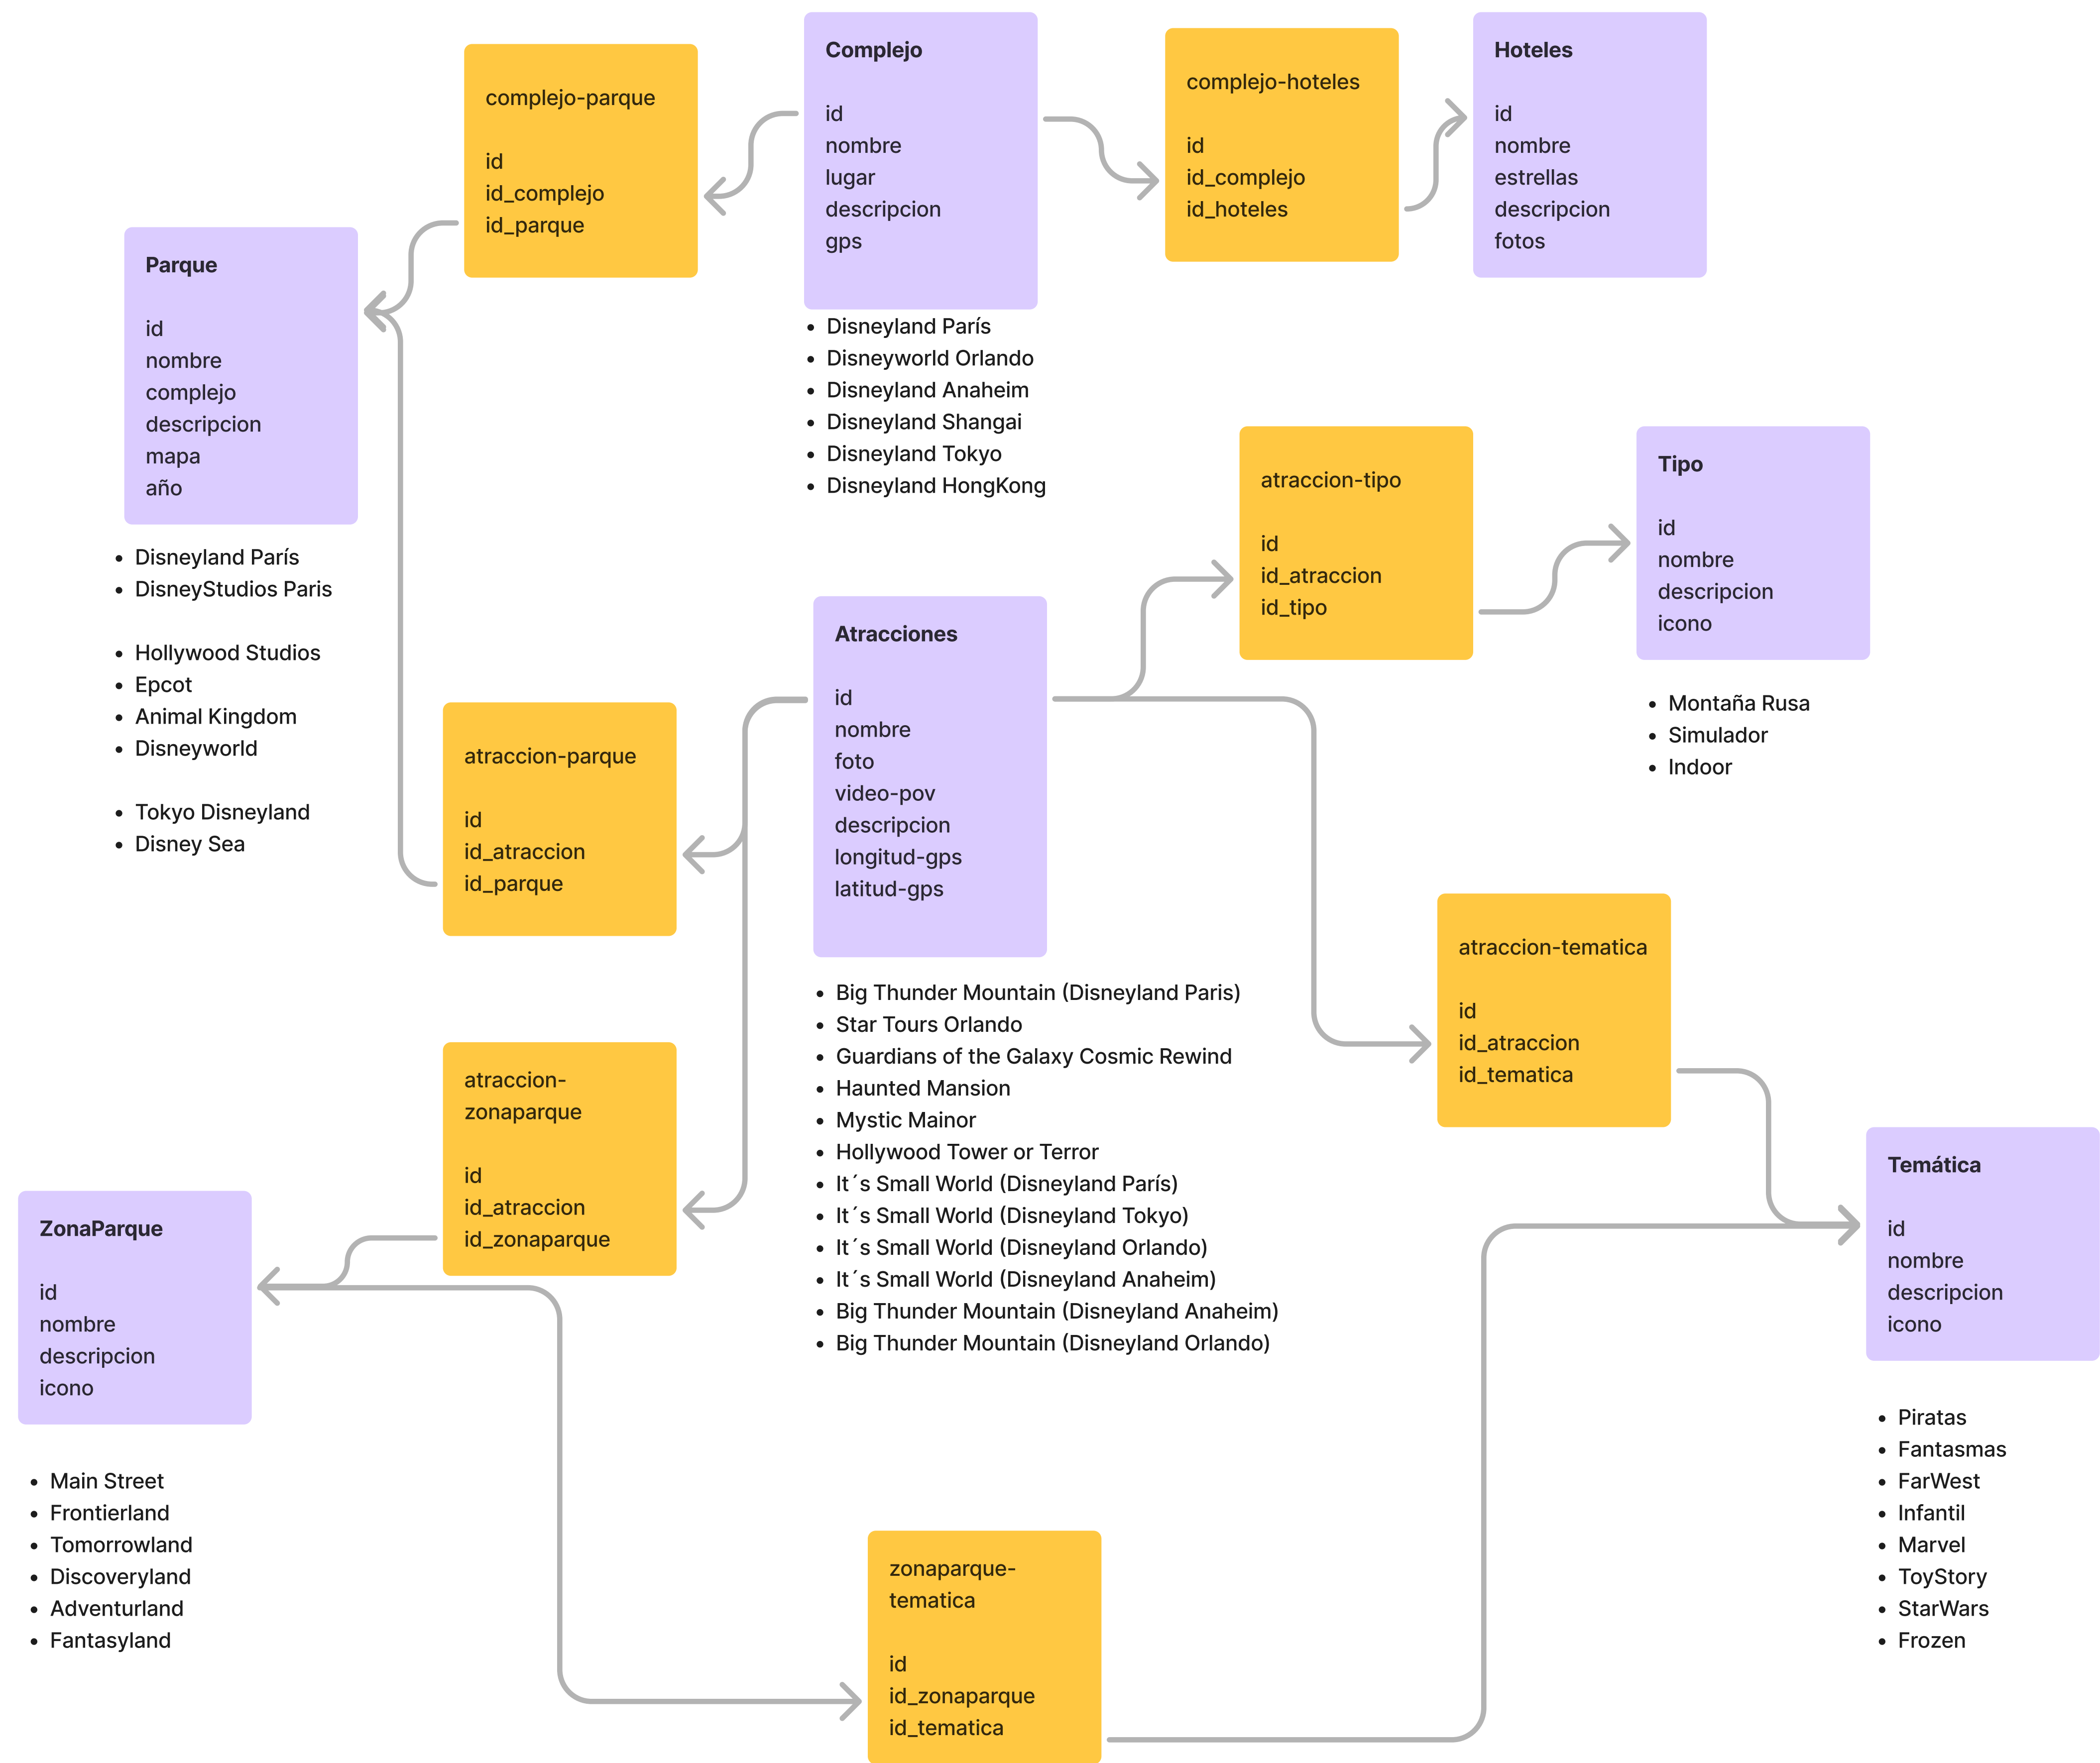 Complejo
id
nombre
lugar
descripcion
gps
Disneyland París
Disneyworld Orlando
Disneyland Anaheim
Disneyland Shangai
Disneyland Tokyo
Disneyland HongKong
complejo-parque
id
id_complejo
id_parque
complejo-hoteles
id
id_complejo
id_hoteles
Hoteles
id
nombre
estrellas
descripcion
fotos
Parque
id
nombre
complejo
descripcion
mapa
año
Disneyland París
DisneyStudios Paris
Hollywood Studios
Epcot
Animal Kingdom
Disneyworld
Tokyo Disneyland
Disney Sea
atraccion-tipo
id
id_atraccion
id_tipo
Tipo
id
nombre
descripcion
icono
Montaña Rusa
Simulador
Indoor
Atracciones
id
nombre
foto
video-pov
descripcion
longitud-gps
latitud-gps
Big Thunder Mountain (Disneyland Paris)
Star Tours Orlando
Guardians of the Galaxy Cosmic Rewind
Haunted Mansion
Mystic Mainor
Hollywood Tower or Terror
It´s Small World (Disneyland París)
It´s Small World (Disneyland Tokyo)
It´s Small World (Disneyland Orlando)
It´s Small World (Disneyland Anaheim)
Big Thunder Mountain (Disneyland Anaheim)
Big Thunder Mountain (Disneyland Orlando)
atraccion-parque
id
id_atraccion
id_parque
atraccion-tematica
id
id_atraccion
id_tematica
atraccion-
zonaparque
id
id_atraccion
id_zonaparque
Temática
id
nombre
descripcion
icono
Piratas
Fantasmas
FarWest
Infantil
Marvel
ToyStory
StarWars
Frozen
ZonaParque
id
nombre
descripcion
icono
Main Street
Frontierland
Tomorrowland
Discoveryland
Adventurland
Fantasyland
zonaparque-
tematica
id
id_zonaparque
id_tematica